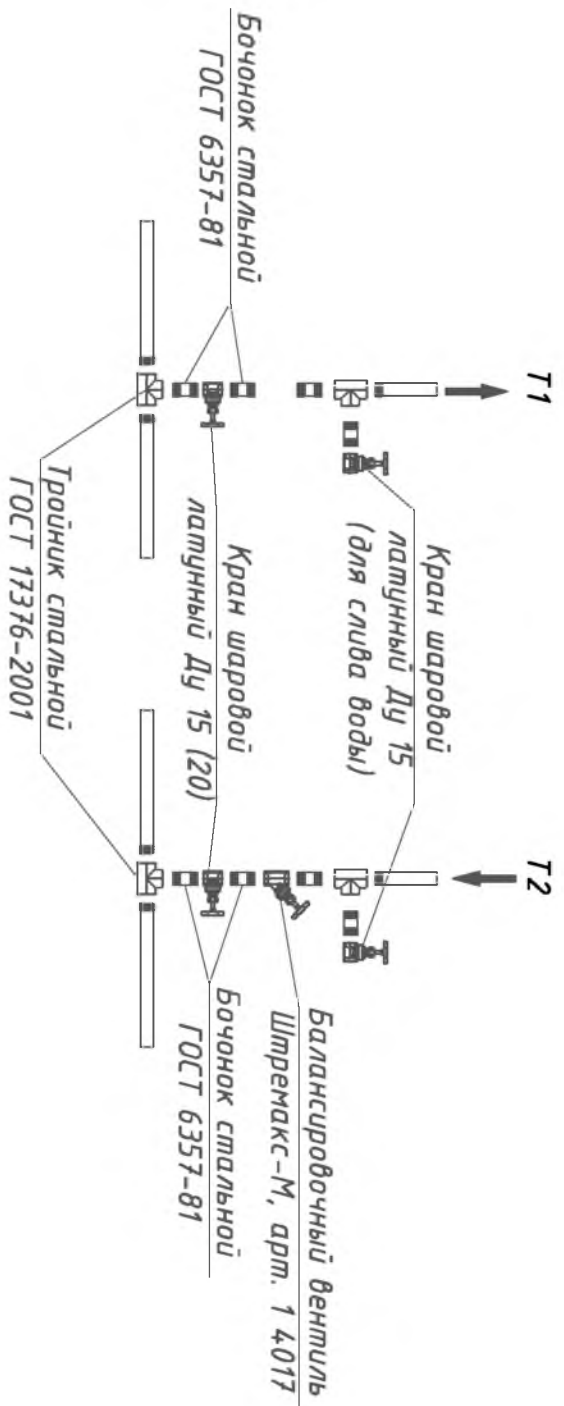 Т1
Т2
Кран шаровой
латунный Ду 15
(для слива воды)
Балансировочный вентиль
Штремакс-М, арт. 1 4017
Бочонок стальной
ГОСТ 6357-81
Кран шаровой
латунный Ду 15 (20)
Бочонок стальной
ГОСТ 6357-81
Тройник стальной
ГОСТ 17376-2001